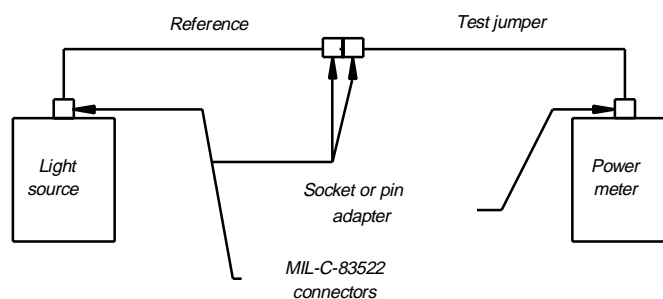 Reference
Test jumper
Light
source
Socket or pin
adapter
Power
meter
MIL-C-83522
connectors